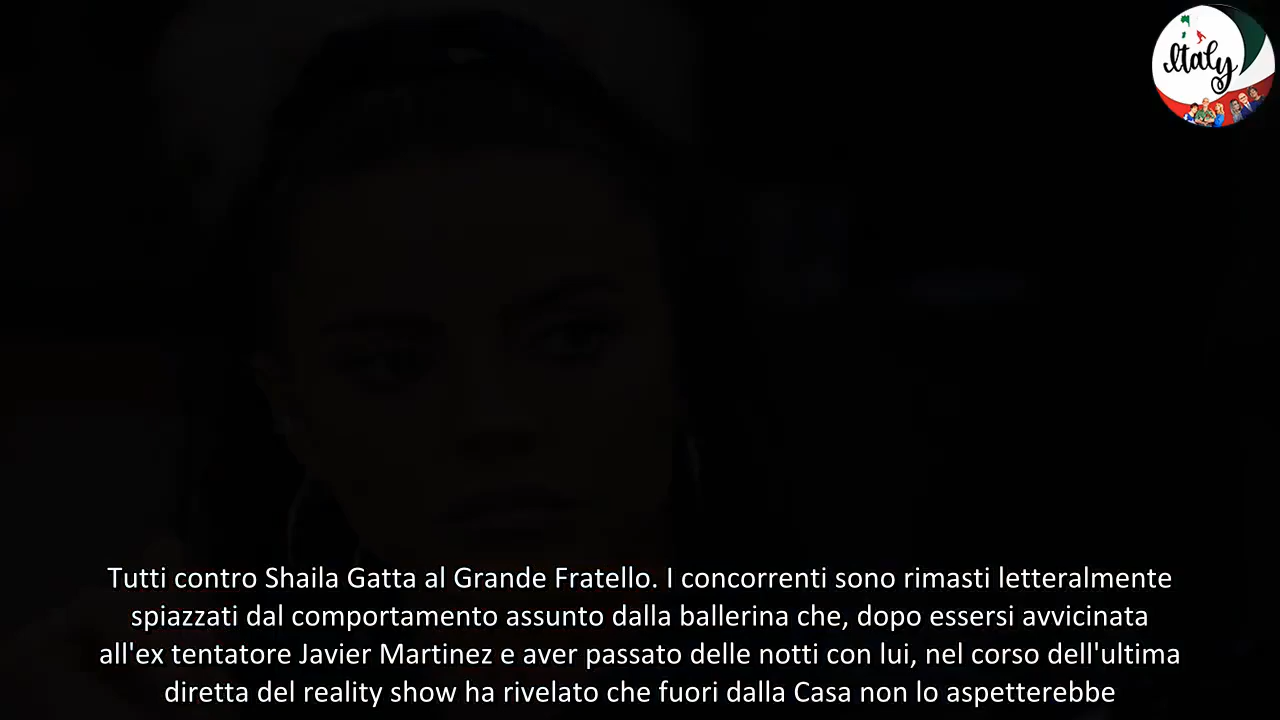 Italy
Tutti contro Shaila Gatta al Grande Fratello. I concorrenti sono rimasti letteralmente
spiazzati dal comportamento assunto dalla ballerina che, dopo essersi avvicinata
all'ex tentatore Javier Martinez e aver passato delle notti con lui, nel corso dell'ultima
diretta del reality show ha rivelato che fuori dalla Casa non lo aspetterebbe